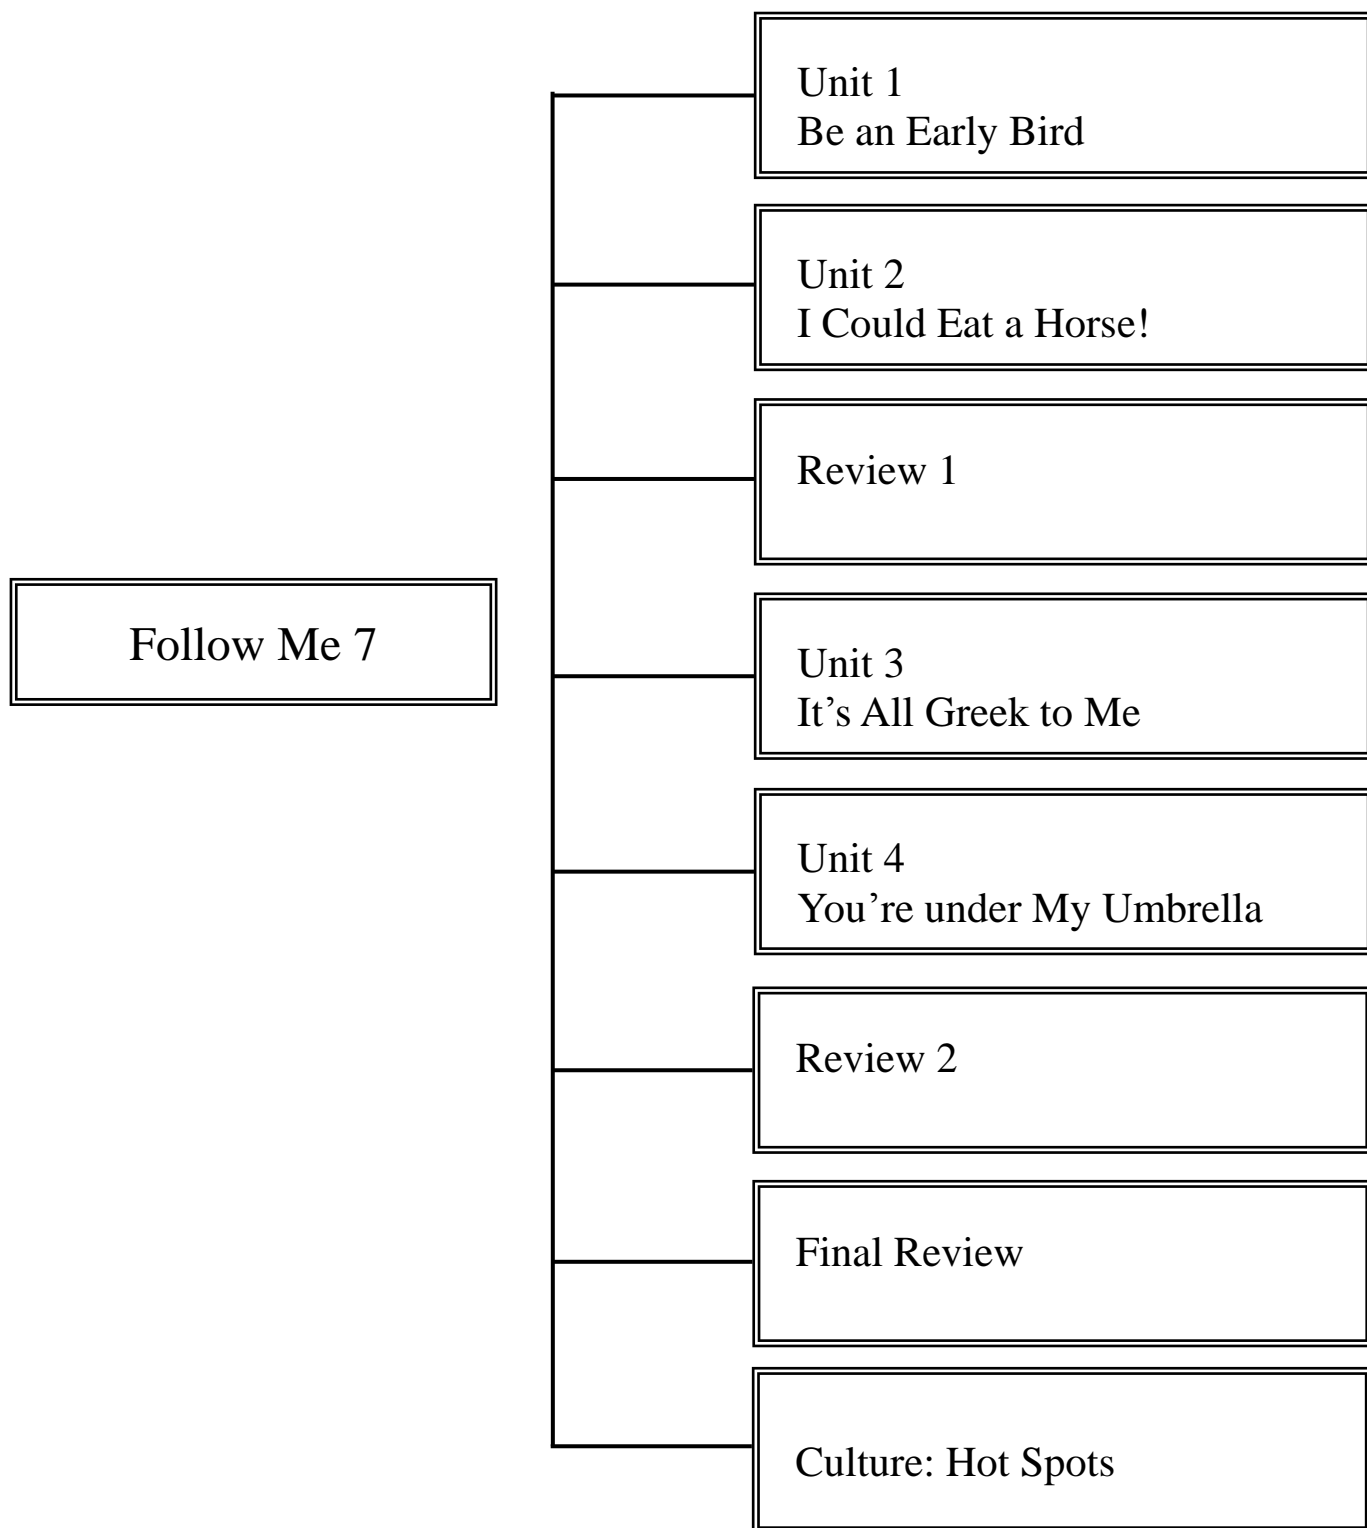 Follow Me 7
Unit 1
Be an Early Bird
Unit 2
I Could Eat a Horse!
Review 1
Unit 3
It’s All Greek to Me
Unit 4
You’re under My Umbrella
Review 2
Final Review
Culture: Hot Spots